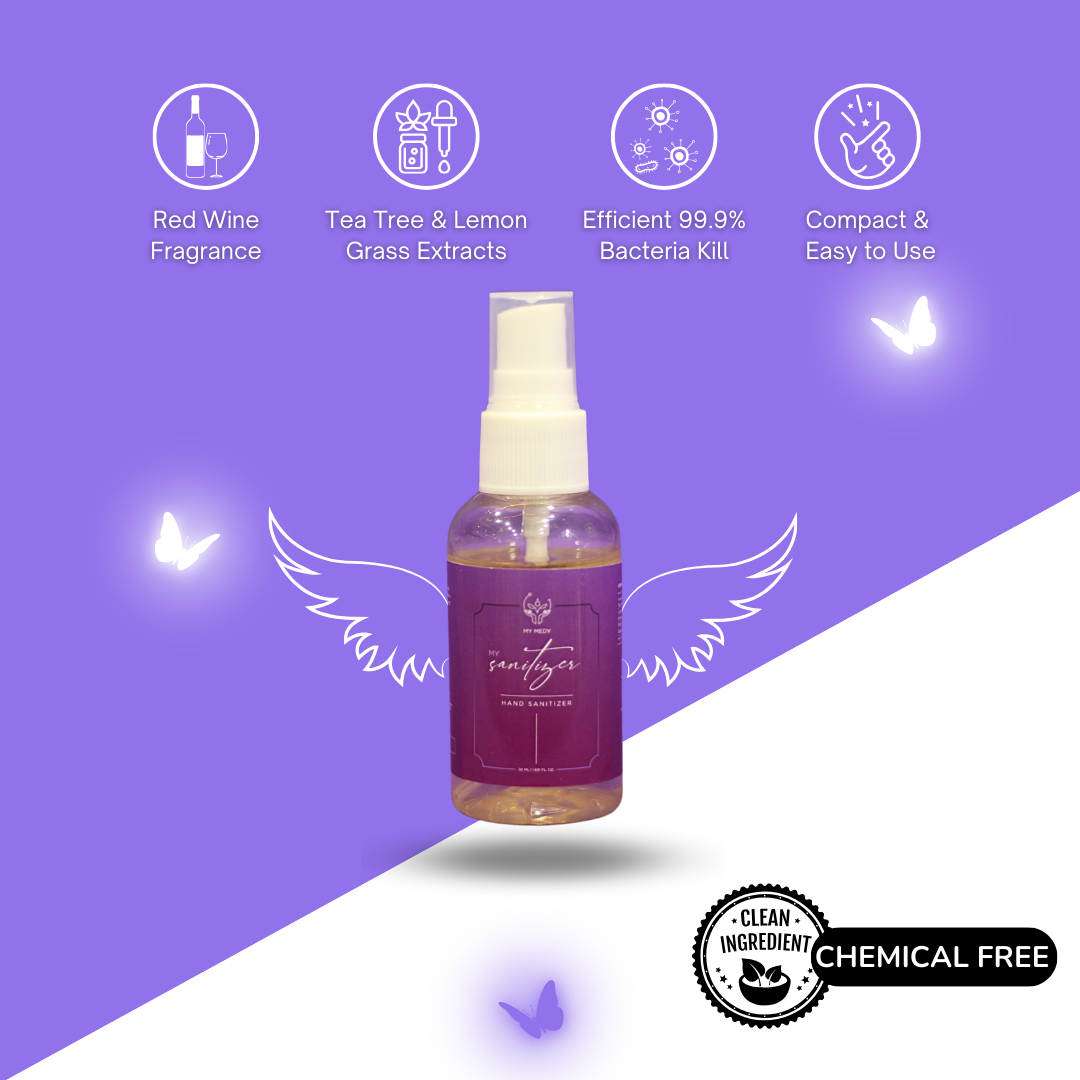 Red Wine
Fragrance
Tea Tree & Lemon
Grass Extracts
Efficient 99.9%
Bacteria Kill
Compact &
Easy to Use
MY MEDY
MY
sanitizer
HAND SANITIZER
CLEAN
INGREDIENT
CHEMICAL FREE